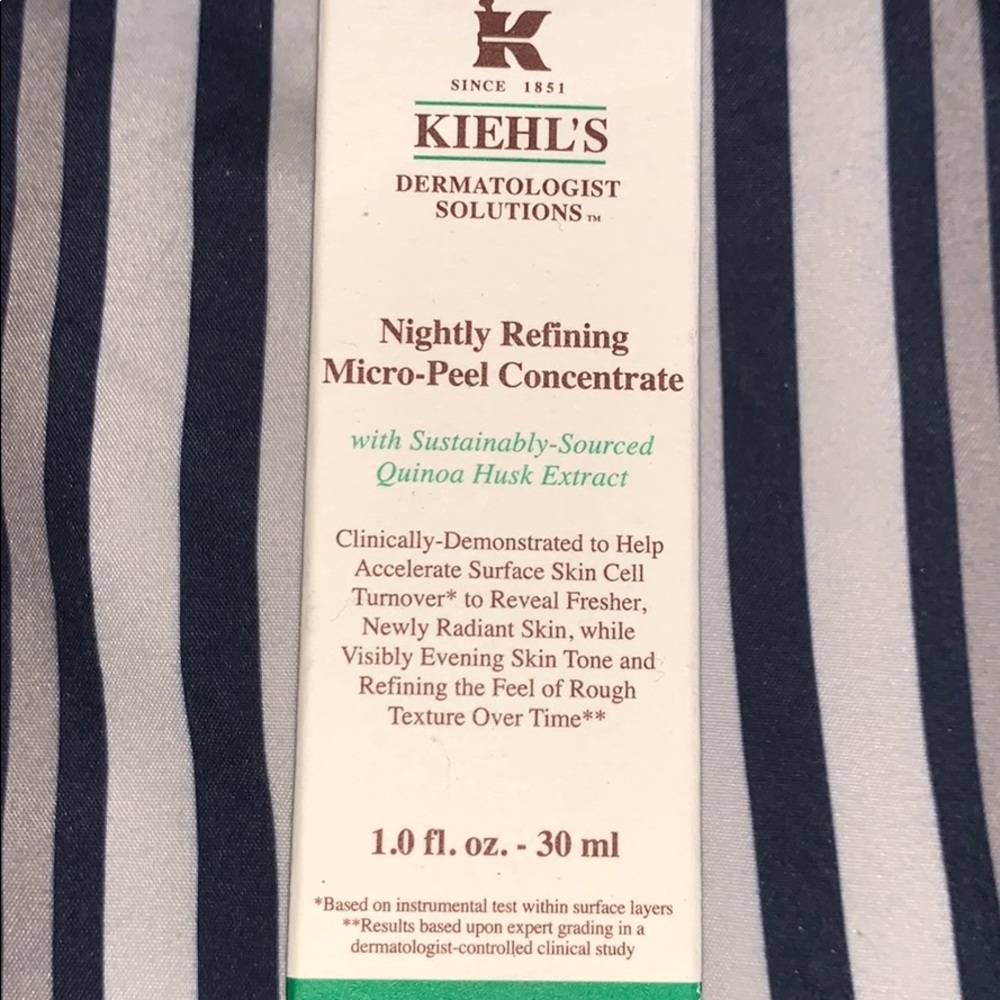 K
SINCE 1851
KIEHL'S
DERMATOLOGIST
SOLUTIONS™
Nightly Refining
Micro-Peel Concentrate
with Sustainably-Sourced
Quinoa Husk Extract
Clinically-Demonstrated to Help
Accelerate Surface Skin Cell
Turnover* to Reveal Fresher,
Newly Radiant Skin, while
Visibly Evening Skin Tone and
Refining the Feel of Rough
Texture Over Time**
1.0 fl. oz. - 30 ml
*Based on instrumental test within surface layers
**Results based upon expert grading in a
dermatologist-controlled clinical study